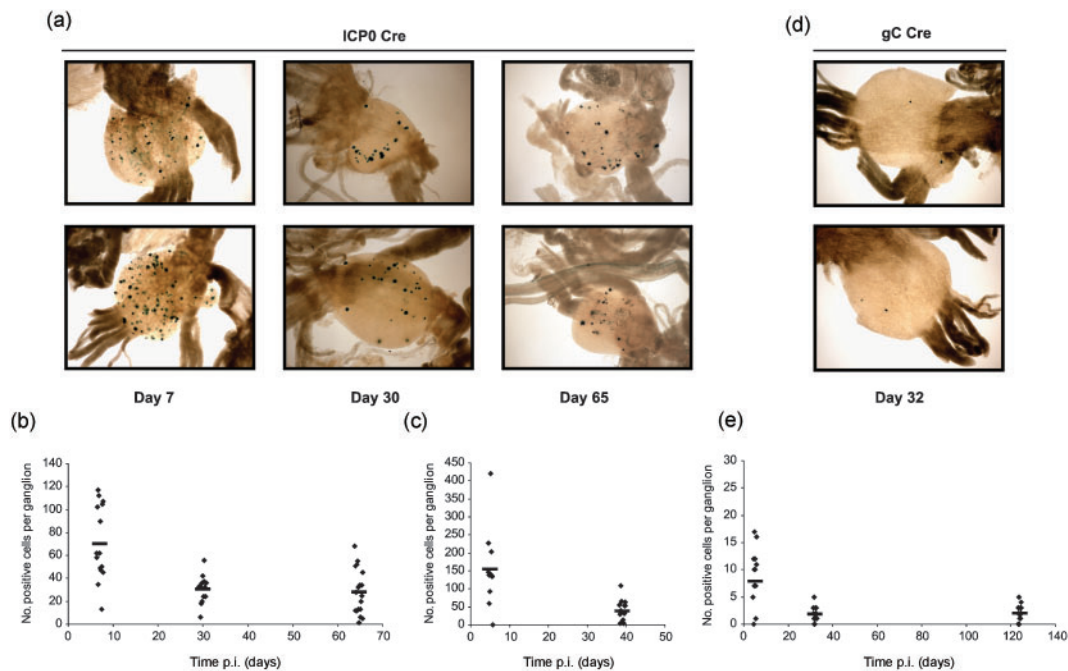 (a)
ICP0 Cre
(d)
gC Cre
Day 7
Day 30
Day 65
Day 32
(b)
No. positive cells per ganglion
140
120
100
80
60
40
20
0
0 10 20 30 40 50 60 70
Time p.i. (days)
(c)
No. positive cells per ganglion
450
400
350
300
250
200
150
100
50
0
0 10 20 30 40 50
Time p.i. (days)
(e)
No. positive cells per ganglion
30
25
20
15
10
5
0
0 20 40 60 80 100 120 140
Time p.i. (days)